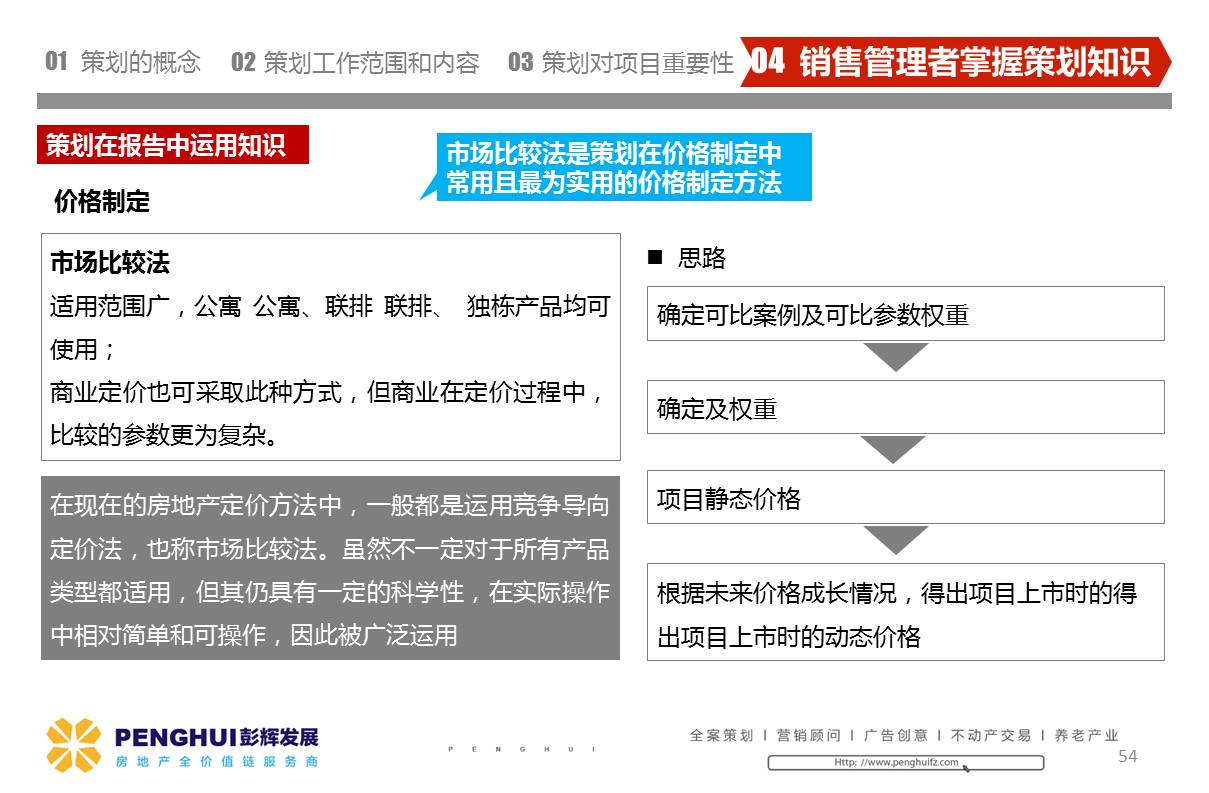 01 策划的概念 02 策划工作范围和内容 03 策划对项目重要性 04 销售管理者掌握策划知识
策划在报告中运用知识
市场比较法是策划在价格制定中
常用且最为实用的价格制定方法
价格制定
市场比较法
适用范围广，公寓 公寓、联排 联排、 独栋产品均可
使用；
商业定价也可采取此种方式，但商业在定价过程中，
比较的参数更为复杂。
在现在的房地产定价方法中，一般都是运用竞争导向
定价法，也称市场比较法。虽然不一定对于所有产品
类型都适用，但其仍具有一定的科学性，在实际操作
中相对简单和可操作，因此被广泛运用
■ 思路
确定可比案例及可比参数权重
确定及权重
项目静态价格
根据未来价格成长情况，得出项目上市时的得
出项目上市时的动态价格
PENGHUI彭辉发展
房地产全价值链服务商
PENGHUI
全案策划 I 营销顾问 I 广告创意 I 不动产交易 I 养老产业
Http: //www.penghuifz.com
54